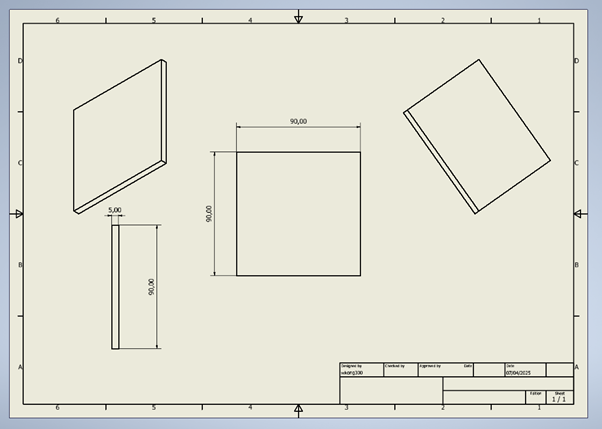 6 5 4 3 2 1
D D
90,00
C C
90,00
5,00
B B
90,00
A A
Designed by Checked by Approved by Date Date
07/04/2025
Edition Sheet
1 / 1
6 5 4 3 2 1